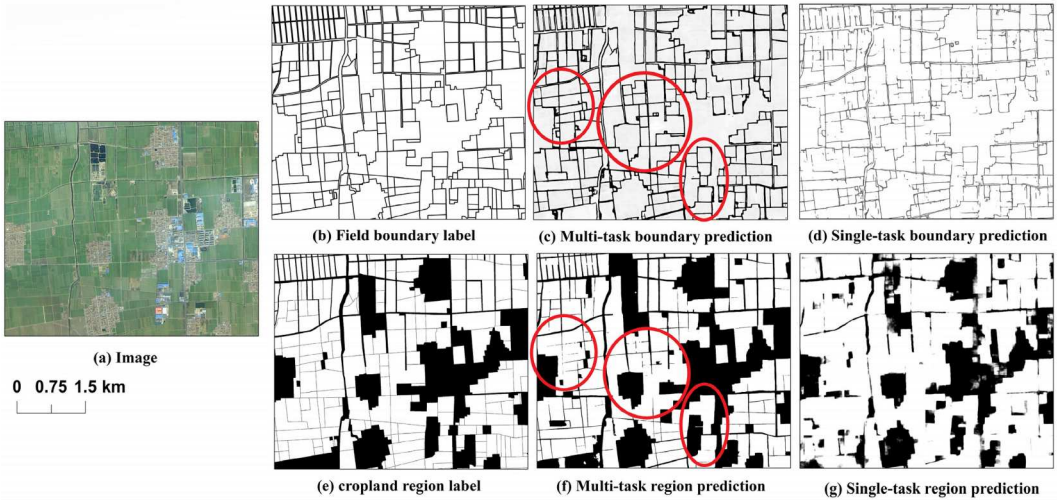 (b) Field boundary label
(c) Multi-task boundary prediction
(d) Single-task boundary prediction
(a) Image
0 0.75 1.5 km
(e) cropland region label
(f) Multi-task region prediction
(g) Single-task region prediction